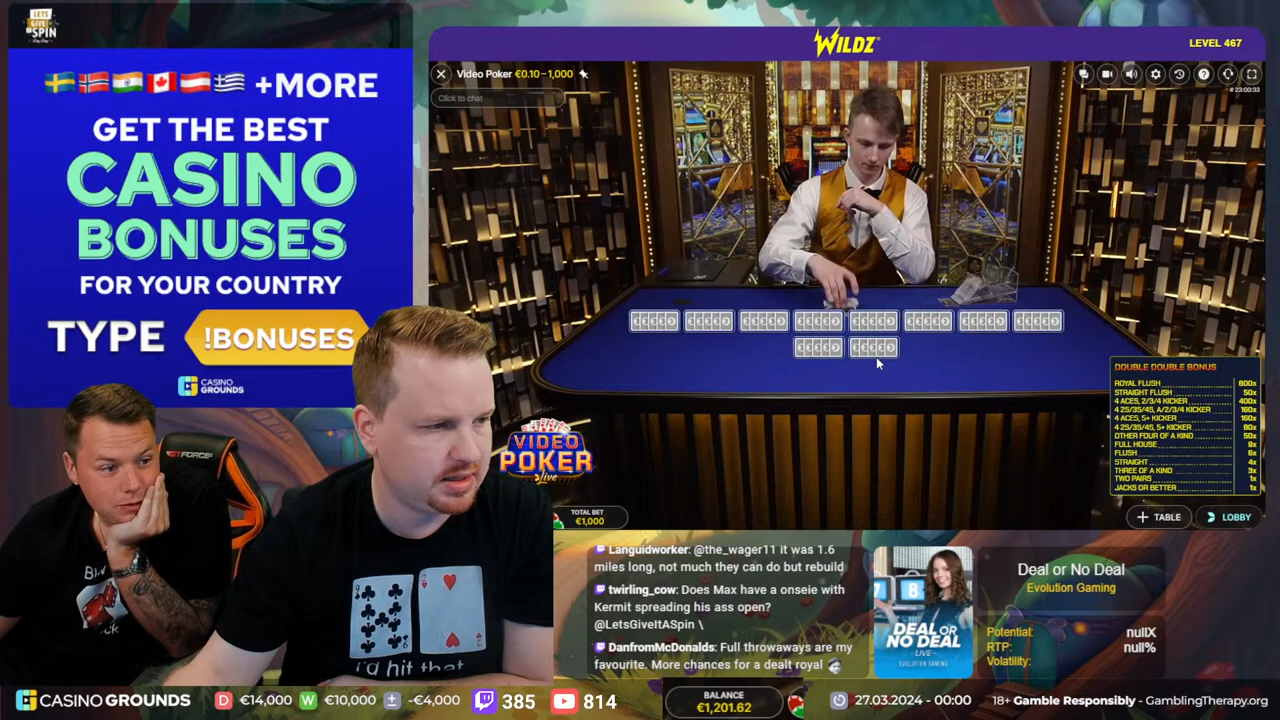 LETS
GIVE IT A
SPIN
+MORE
GET THE BEST
CASINO
BONUSES
FOR YOUR COUNTRY
TYPE !BONUSES
CASINO
GROUNDS
GTFORCE
I'd hit that
WILDZ
LEVEL 467
Video Poker €0.10–1,000
Click to chat
# 23:00:33
VIDEO
POKER
live
DOUBLE DOUBLE BONUS
ROYAL FLUSH 800x
STRAIGHT FLUSH 50x
4 ACES, 2/3/4 KICKER 400x
4 2S/3S/4S, A/2/3/4 KICKER 160x
4 ACES, 5+ KICKER 160x
4 2S/3S/4S, 5+ KICKER 80x
OTHER FOUR OF A KIND 50x
FULL HOUSE 9x
FLUSH 6x
STRAIGHT 4x
THREE OF A KIND 3x
TWO PAIRS 1x
JACKS OR BETTER 1x
TOTAL BET
€1,000
+ TABLE
LOBBY
Languidworker: @the_wager11 it was 1.6
miles long, not much they can do but rebuild
twirling_cow: Does Max have a onseie with
Kermit spreading his ass open?
@LetsGiveItASpin \
DanfromMcDonalds: Full throwaways are my
favourite. More chances for a dealt royal
7 8
DEAL OR
NO DEAL
LIVE
EVOLUTION GAMING
Deal or No Deal
Evolution Gaming
Potential: nullX
RTP: null%
Volatility:
CASINOGROUNDS
D €14,000 W €10,000 ± -€4,000 385 814
BALANCE
€1,201.62
27.03.2024 - 00:00
18+ Gamble Responsibly - GamblingTherapy.org